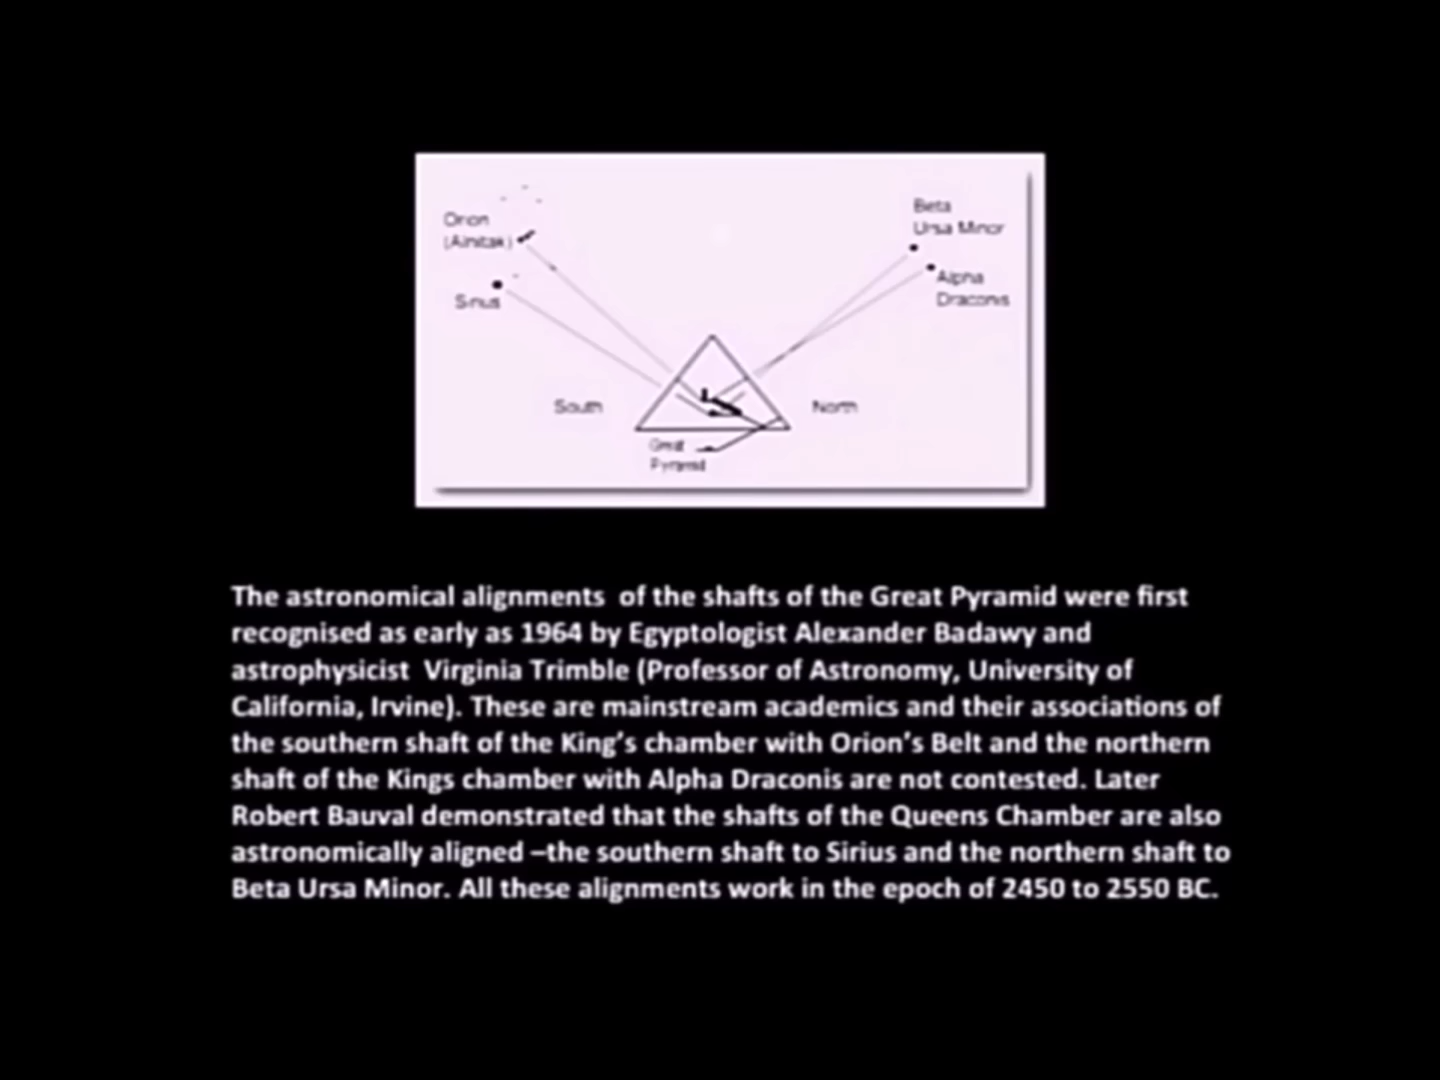 Orion
(Alnitak)
Sirius
Beta
Ursa Minor
Alpha
Draconis
South
North
Great
Pyramid
The astronomical alignments  of the shafts of the Great Pyramid were first
recognised as early as 1964 by Egyptologist Alexander Badawy and
astrophysicist  Virginia Trimble (Professor of Astronomy, University of
California, Irvine). These are mainstream academics and their associations of
the southern shaft of the King’s chamber with Orion’s Belt and the northern
shaft of the Kings chamber with Alpha Draconis are not contested. Later
Robert Bauval demonstrated that the shafts of the Queens Chamber are also
astronomically aligned –the southern shaft to Sirius and the northern shaft to
Beta Ursa Minor. All these alignments work in the epoch of 2450 to 2550 BC.